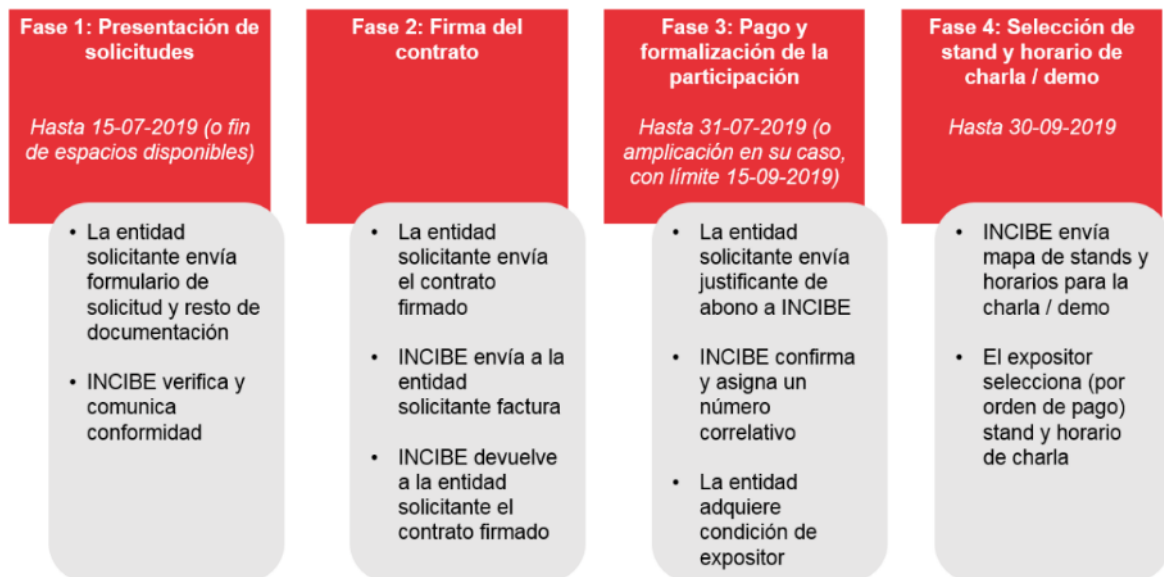 Fase 1: Presentación de
solicitudes
Hasta 15-07-2019 (o fin
de espacios disponibles)
• La entidad
solicitante envía
formulario de
solicitud y resto de
documentación
• INCIBE verifica y
comunica
conformidad
Fase 2: Firma del
contrato
• La entidad
solicitante envía
el contrato
firmado
• INCIBE envía a la
entidad
solicitante factura
• INCIBE devuelve
a la entidad
solicitante el
contrato firmado
Fase 3: Pago y
formalización de la
participación
Hasta 31-07-2019 (o
amplicación en su caso,
con límite 15-09-2019)
• La entidad
solicitante envía
justificante de
abono a INCIBE
• INCIBE confirma
y asigna un
número
correlativo
• La entidad
adquiere
condición de
expositor
Fase 4: Selección de
stand y horario de
charla / demo
Hasta 30-09-2019
• INCIBE envía
mapa de stands y
horarios para la
charla / demo
• El expositor
selecciona (por
orden de pago)
stand y horario
de charla